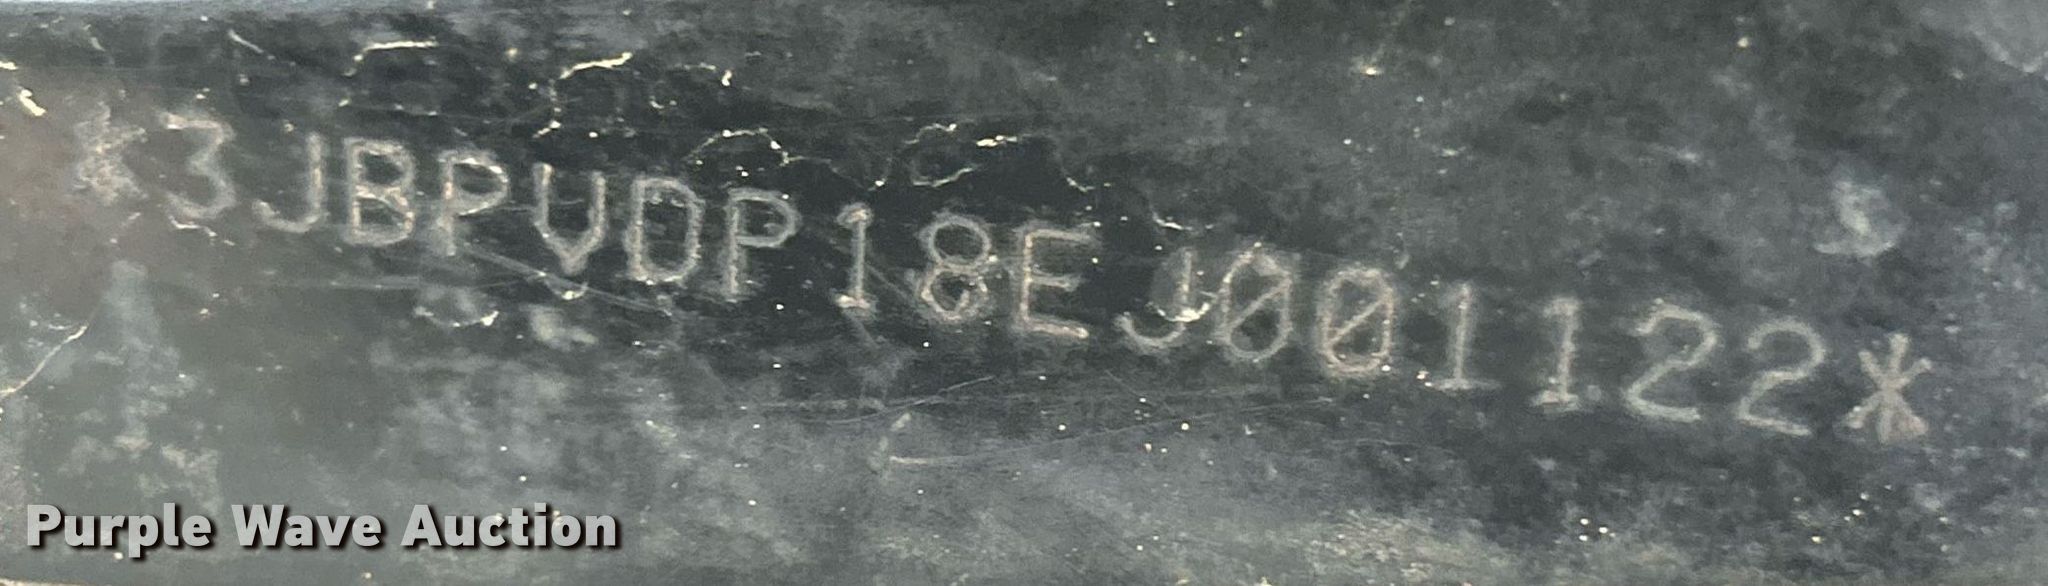 *3JBPVDP18EJ001122*
Purple Wave Auction